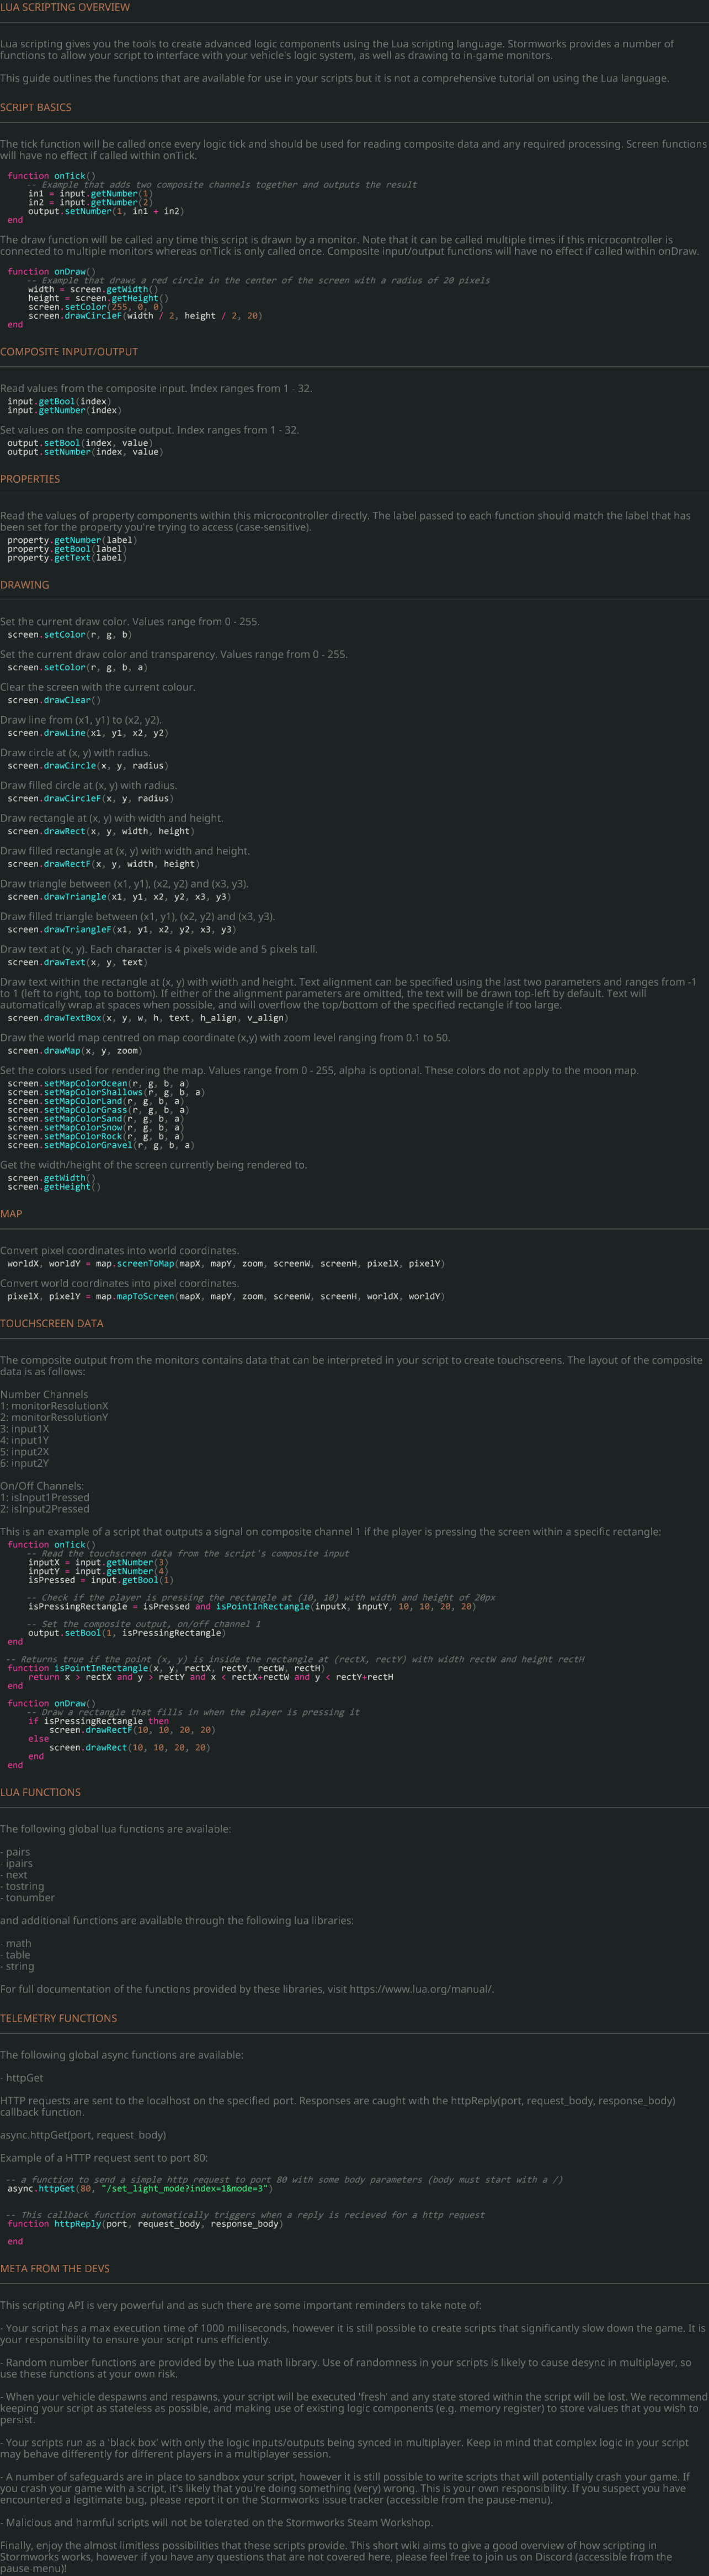 LUA SCRIPTING OVERVIEW
Lua scripting gives you the tools to create advanced logic components using the Lua scripting language. Stormworks provides a number of
functions to allow your script to interface with your vehicle's logic system, as well as drawing to in-game monitors.
This guide outlines the functions that are available for use in your scripts but it is not a comprehensive tutorial on using the Lua language.
SCRIPT BASICS
The tick function will be called once every logic tick and should be used for reading composite data and any required processing. Screen functions
will have no effect if called within onTick.
function onTick()
-- Example that adds two composite channels together and outputs the result
in1 = input.getNumber(1)
in2 = input.getNumber(2)
output.setNumber(1, in1 + in2)
end
The draw function will be called any time this script is drawn by a monitor. Note that it can be called multiple times if this microcontroller is
connected to multiple monitors whereas onTick is only called once. Composite input/output functions will have no effect if called within onDraw.
function onDraw()
-- Example that draws a red circle in the center of the screen with a radius of 20 pixels
width = screen.getWidth()
height = screen.getHeight()
screen.setColor(255, 0, 0)
screen.drawCircleF(width / 2, height / 2, 20)
end
COMPOSITE INPUT/OUTPUT
Read values from the composite input. Index ranges from 1 - 32.
input.getBool(index)
input.getNumber(index)
Set values on the composite output. Index ranges from 1 - 32.
output.setBool(index, value)
output.setNumber(index, value)
PROPERTIES
Read the values of property components within this microcontroller directly. The label passed to each function should match the label that has
been set for the property you're trying to access (case-sensitive).
property.getNumber(label)
property.getBool(label)
property.getText(label)
DRAWING
Set the current draw color. Values range from 0 - 255.
screen.setColor(r, g, b)
Set the current draw color and transparency. Values range from 0 - 255.
screen.setColor(r, g, b, a)
Clear the screen with the current colour.
screen.drawClear()
Draw line from (x1, y1) to (x2, y2).
screen.drawLine(x1, y1, x2, y2)
Draw circle at (x, y) with radius.
screen.drawCircle(x, y, radius)
Draw filled circle at (x, y) with radius.
screen.drawCircleF(x, y, radius)
Draw rectangle at (x, y) with width and height.
screen.drawRect(x, y, width, height)
Draw filled rectangle at (x, y) with width and height.
screen.drawRectF(x, y, width, height)
Draw triangle between (x1, y1), (x2, y2) and (x3, y3).
screen.drawTriangle(x1, y1, x2, y2, x3, y3)
Draw filled triangle between (x1, y1), (x2, y2) and (x3, y3).
screen.drawTriangleF(x1, y1, x2, y2, x3, y3)
Draw text at (x, y). Each character is 4 pixels wide and 5 pixels tall.
screen.drawText(x, y, text)
Draw text within the rectangle at (x, y) with width and height. Text alignment can be specified using the last two parameters and ranges from -1
to 1 (left to right, top to bottom). If either of the alignment parameters are omitted, the text will be drawn top-left by default. Text will
automatically wrap at spaces when possible, and will overflow the top/bottom of the specified rectangle if too large.
screen.drawTextBox(x, y, w, h, text, h_align, v_align)
Draw the world map centred on map coordinate (x,y) with zoom level ranging from 0.1 to 50.
screen.drawMap(x, y, zoom)
Set the colors used for rendering the map. Values range from 0 - 255, alpha is optional. These colors do not apply to the moon map.
screen.setMapColorOcean(r, g, b, a)
screen.setMapColorShallows(r, g, b, a)
screen.setMapColorLand(r, g, b, a)
screen.setMapColorGrass(r, g, b, a)
screen.setMapColorSand(r, g, b, a)
screen.setMapColorSnow(r, g, b, a)
screen.setMapColorRock(r, g, b, a)
screen.setMapColorGravel(r, g, b, a)
Get the width/height of the screen currently being rendered to.
screen.getWidth()
screen.getHeight()
MAP
Convert pixel coordinates into world coordinates.
worldX, worldY = map.screenToMap(mapX, mapY, zoom, screenW, screenH, pixelX, pixelY)
Convert world coordinates into pixel coordinates.
pixelX, pixelY = map.mapToScreen(mapX, mapY, zoom, screenW, screenH, worldX, worldY)
TOUCHSCREEN DATA
The composite output from the monitors contains data that can be interpreted in your script to create touchscreens. The layout of the composite
data is as follows:
Number Channels
1: monitorResolutionX
2: monitorResolutionY
3: input1X
4: input1Y
5: input2X
6: input2Y
On/Off Channels:
1: isInput1Pressed
2: isInput2Pressed
This is an example of a script that outputs a signal on composite channel 1 if the player is pressing the screen within a specific rectangle:
function onTick()
-- Read the touchscreen data from the script's composite input
inputX = input.getNumber(3)
inputY = input.getNumber(4)
isPressed = input.getBool(1)
-- Check if the player is pressing the rectangle at (10, 10) with width and height of 20px
isPressingRectangle = isPressed and isPointInRectangle(inputX, inputY, 10, 10, 20, 20)
-- Set the composite output, on/off channel 1
output.setBool(1, isPressingRectangle)
end
-- Returns true if the point (x, y) is inside the rectangle at (rectX, rectY) with width rectW and height rectH
function isPointInRectangle(x, y, rectX, rectY, rectW, rectH)
return x > rectX and y > rectY and x < rectX+rectW and y < rectY+rectH
end
function onDraw()
-- Draw a rectangle that fills in when the player is pressing it
if isPressingRectangle then
screen.drawRectF(10, 10, 20, 20)
else
screen.drawRect(10, 10, 20, 20)
end
end
LUA FUNCTIONS
The following global lua functions are available:
- pairs
- ipairs
- next
- tostring
- tonumber
and additional functions are available through the following lua libraries:
- math
- table
- string
For full documentation of the functions provided by these libraries, visit https://www.lua.org/manual/.
TELEMETRY FUNCTIONS
The following global async functions are available:
- httpGet
HTTP requests are sent to the localhost on the specified port. Responses are caught with the httpReply(port, request_body, response_body)
callback function.
async.httpGet(port, request_body)
Example of a HTTP request sent to port 80:
-- a function to send a simple http request to port 80 with some body parameters (body must start with a /)
async.httpGet(80, "/set_light_mode?index=1&mode=3")
-- This callback function automatically triggers when a reply is recieved for a http request
function httpReply(port, request_body, response_body)
end
META FROM THE DEVS
This scripting API is very powerful and as such there are some important reminders to take note of:
- Your script has a max execution time of 1000 milliseconds, however it is still possible to create scripts that significantly slow down the game. It is
your responsibility to ensure your script runs efficiently.
- Random number functions are provided by the Lua math library. Use of randomness in your scripts is likely to cause desync in multiplayer, so
use these functions at your own risk.
- When your vehicle despawns and respawns, your script will be executed 'fresh' and any state stored within the script will be lost. We recommend
keeping your script as stateless as possible, and making use of existing logic components (e.g. memory register) to store values that you wish to
persist.
- Your scripts run as a 'black box' with only the logic inputs/outputs being synced in multiplayer. Keep in mind that complex logic in your script
may behave differently for different players in a multiplayer session.
- A number of safeguards are in place to sandbox your script, however it is still possible to write scripts that will potentially crash your game. If
you crash your game with a script, it's likely that you're doing something (very) wrong. This is your own responsibility. If you suspect you have
encountered a legitimate bug, please report it on the Stormworks issue tracker (accessible from the pause-menu).
- Malicious and harmful scripts will not be tolerated on the Stormworks Steam Workshop.
Finally, enjoy the almost limitless possibilities that these scripts provide. This short wiki aims to give a good overview of how scripting in
Stormworks works, however if you have any questions that are not covered here, please feel free to join us on Discord (accessible from the
pause-menu)!